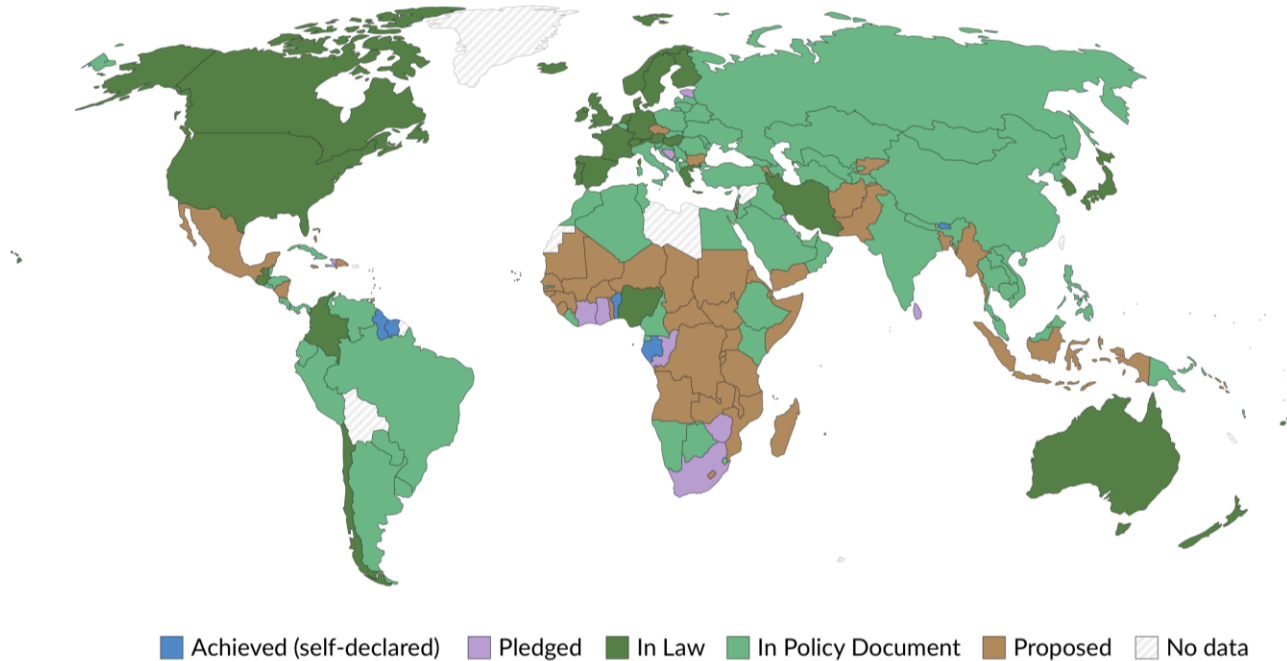 Achieved (self-declared) Pledged In Law In Policy Document Proposed No data